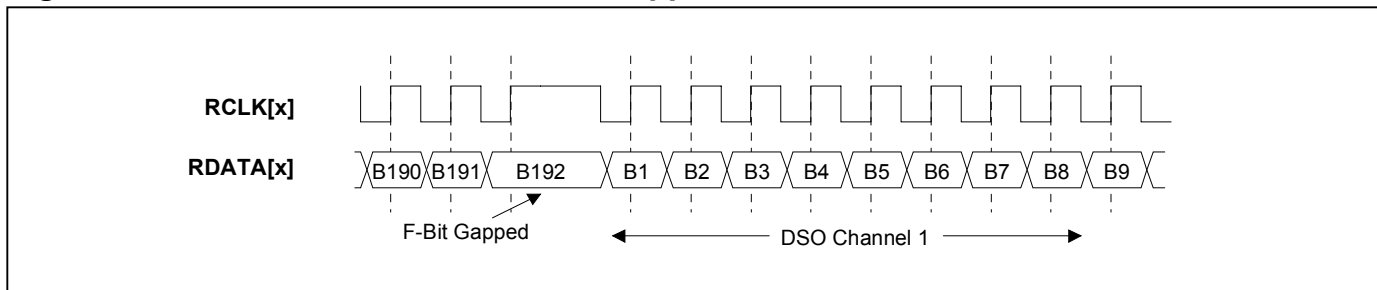 RCLK[x]
RDATA[x]
B190 B191 B192 B1 B2 B3 B4 B5 B6 B7 B8 B9
F-Bit Gapped
DSO Channel 1